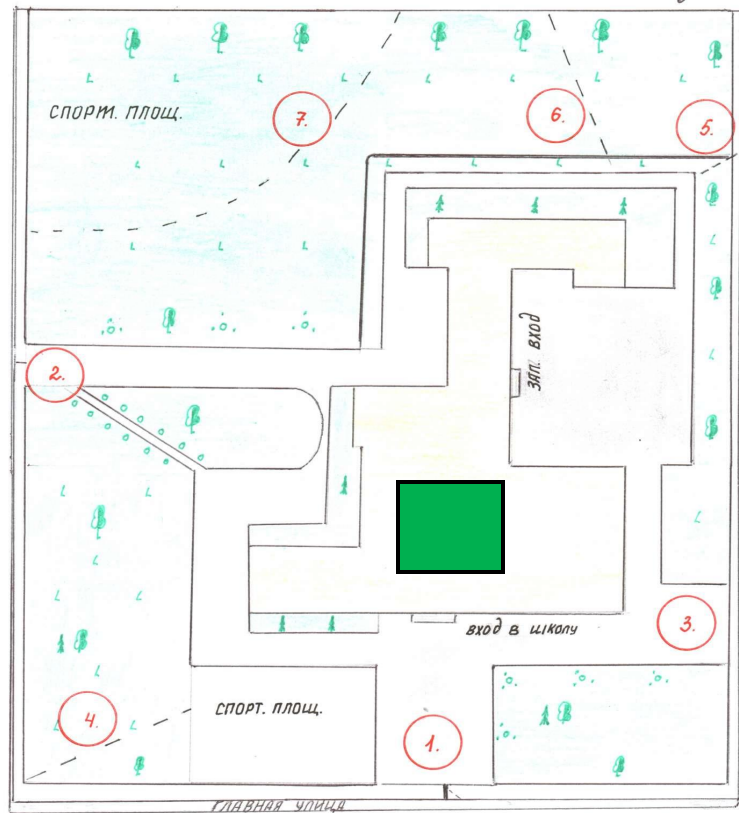 СПОРТ. ПЛОЩ.
7.
6.
5.
ЗАП. ВХОД
2.
ВХОД В ШКОЛУ
3.
4.
СПОРТ. ПЛОЩ.
1.
ГЛАВНАЯ УЛИЦА